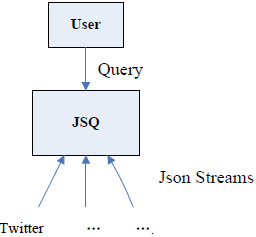 User
Query
JSQ
Json Streams
Twitter ... ....